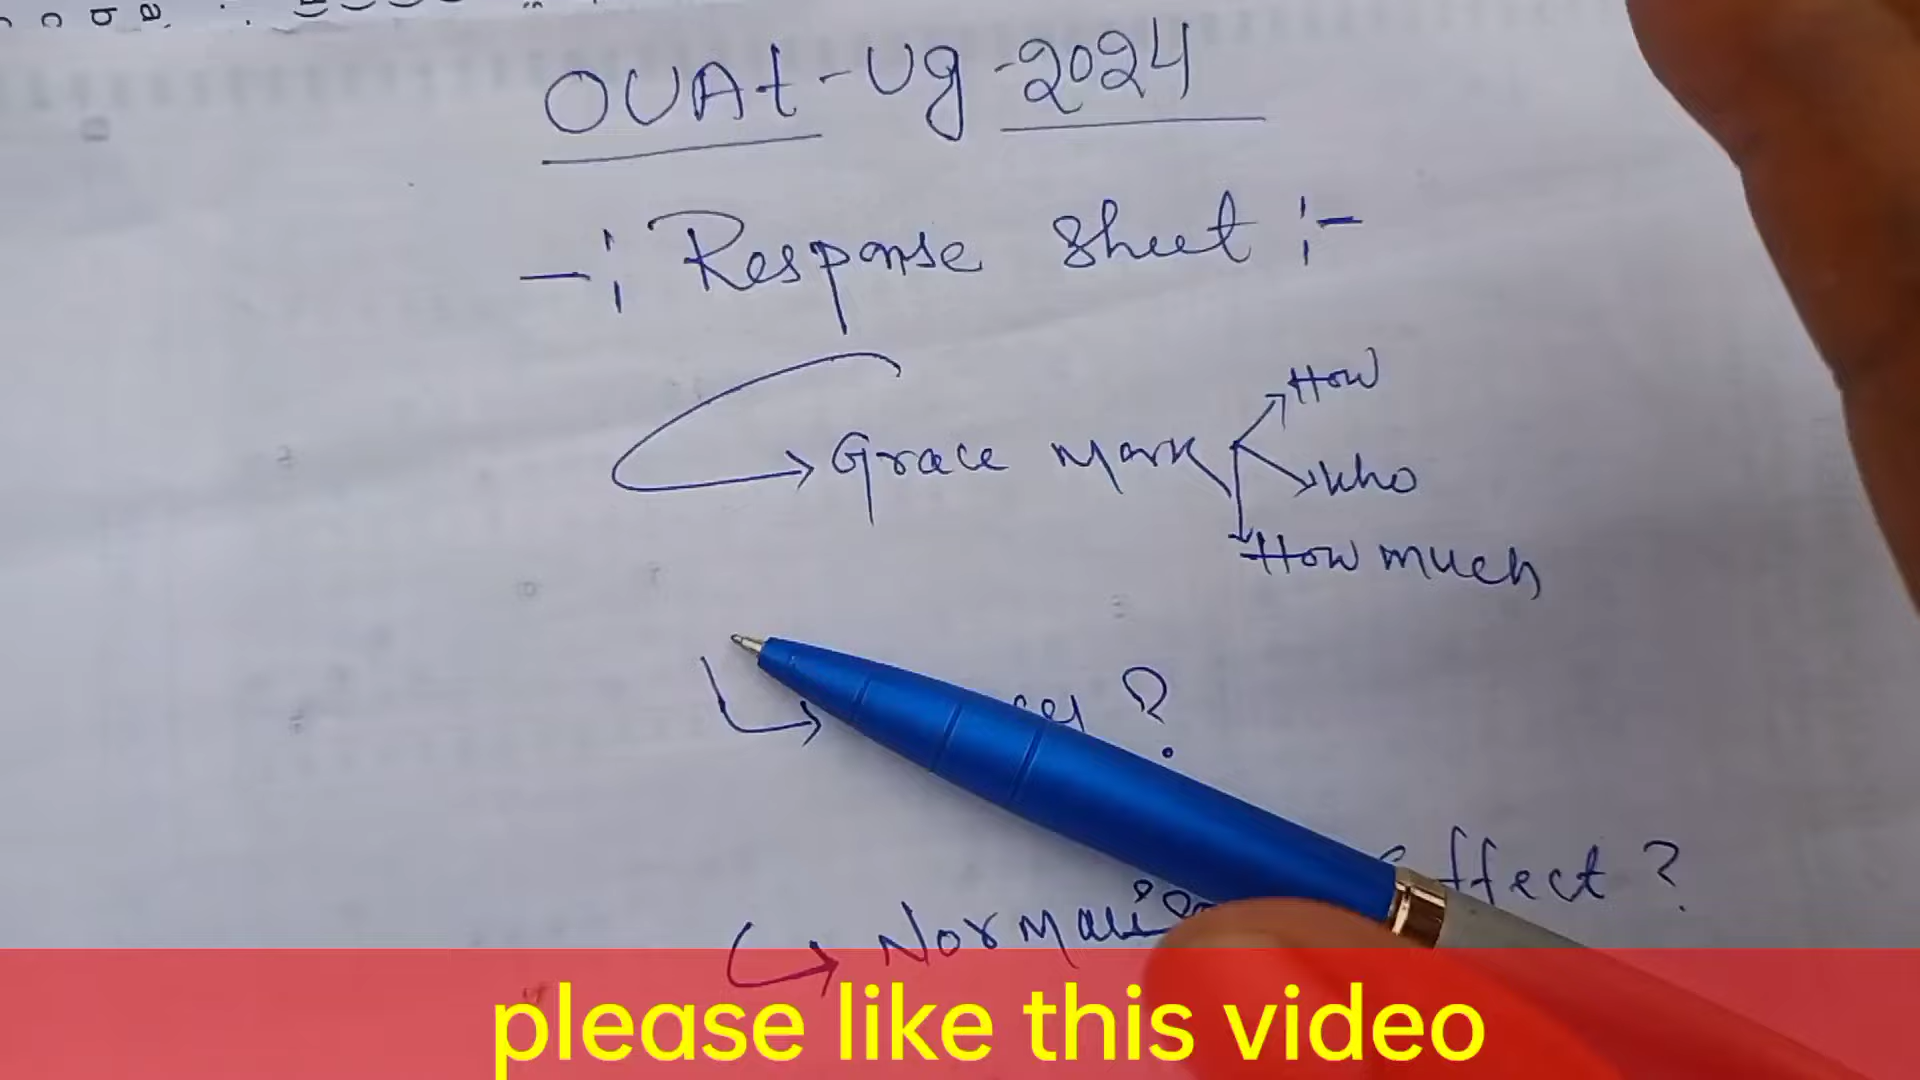 OUAt-Ug-2024
-: Response Sheet :-
Grace Mark
How
Who
How much
?
Effect ?
please like this video